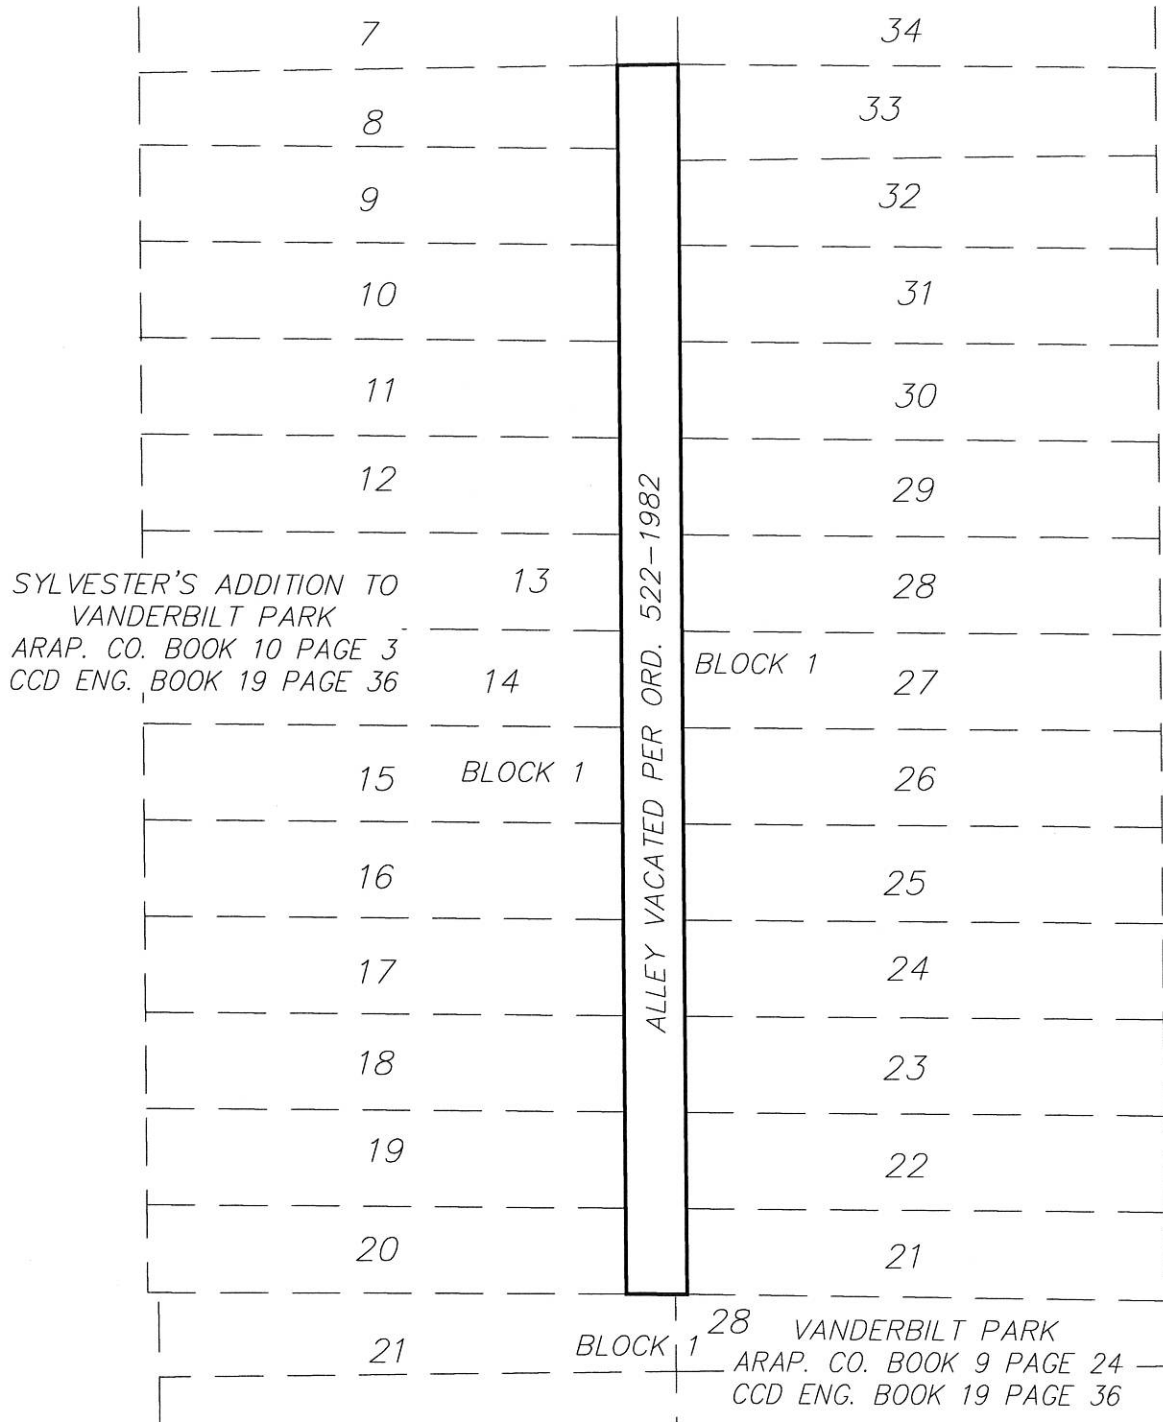 7
34
8
33
9
32
10
31
11
30
12
29
SYLVESTER'S ADDITION TO
VANDERBILT PARK
ARAP. CO. BOOK 10 PAGE 3
CCD ENG. BOOK 19 PAGE 36
13
28
14
BLOCK 1
27
ALLEY VACATED PER ORD. 522-1982
15
BLOCK 1
26
16
25
17
24
18
23
19
22
20
21
21
BLOCK 1
28
VANDERBILT PARK
ARAP. CO. BOOK 9 PAGE 24
CCD ENG. BOOK 19 PAGE 36